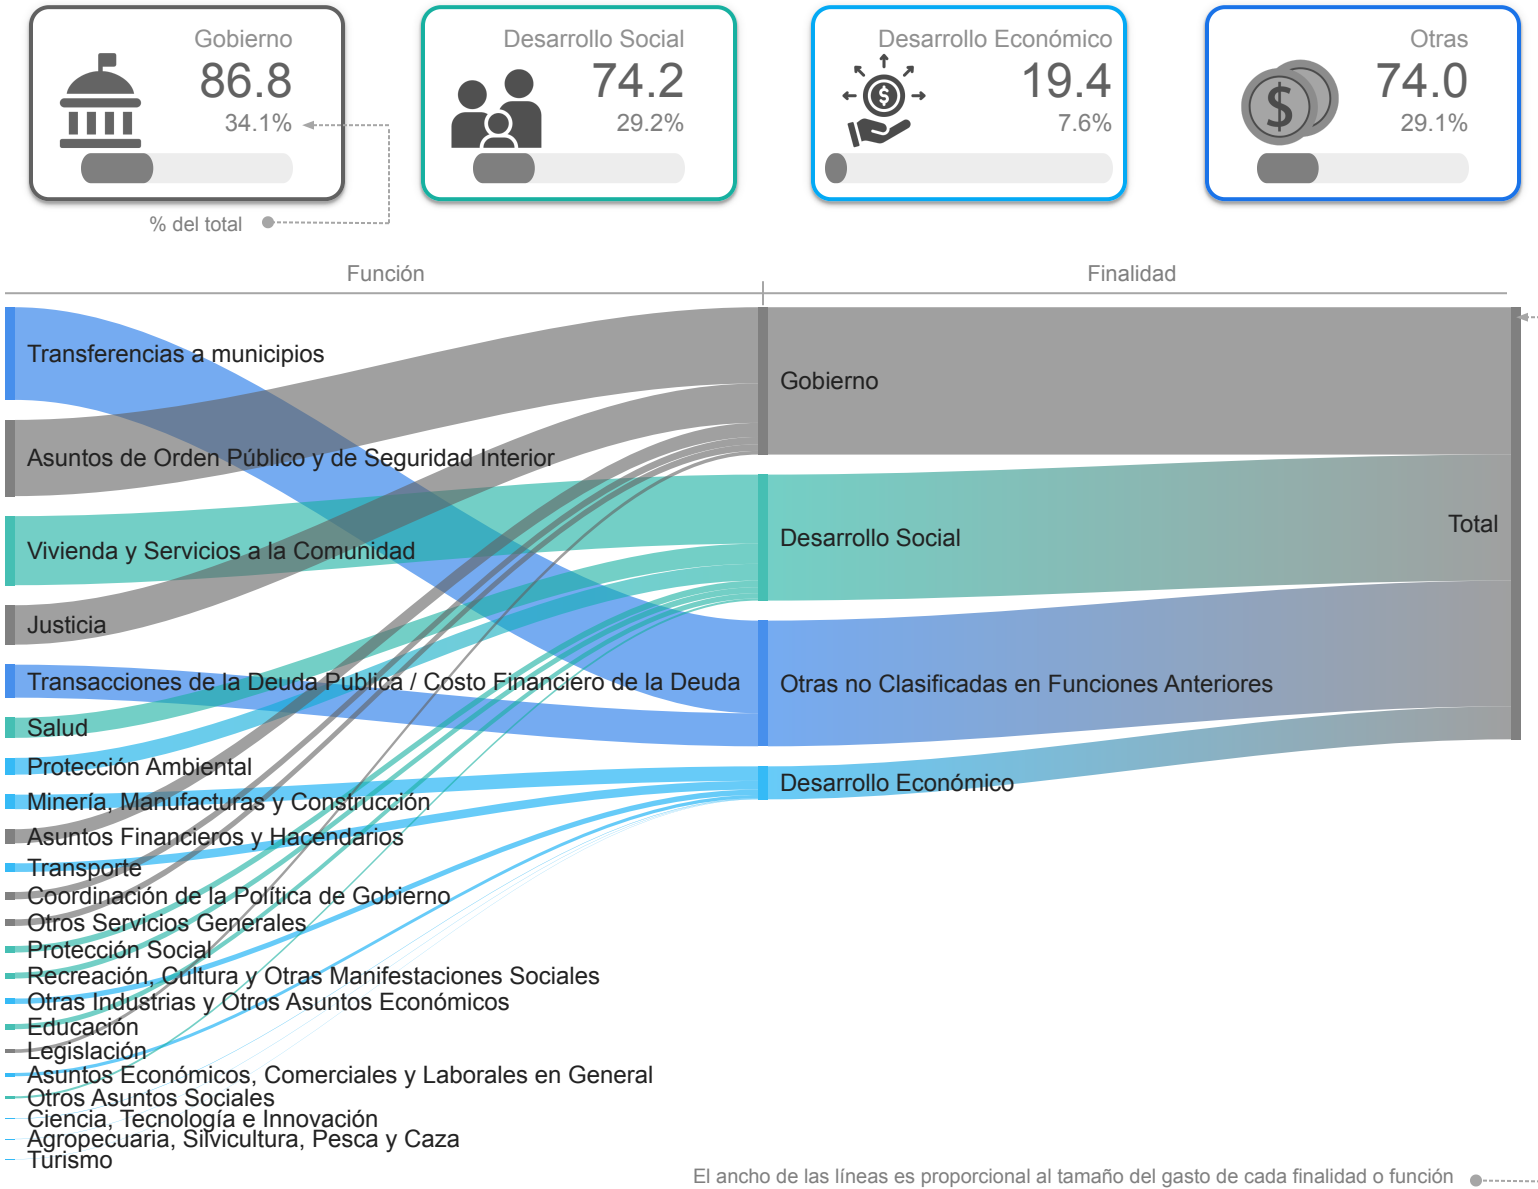 Gobierno
86.8
34.1%
Desarrollo Social
74.2
29.2%
Desarrollo Económico
19.4
7.6%
Otras
74.0
29.1%
% del total
Función
Finalidad
Transferencias a municipios
Asuntos de Orden Público y de Seguridad Interior
Vivienda y Servicios a la Comunidad
Justicia
Transacciones de la Deuda Publica / Costo Financiero de la Deuda
Salud
Protección Ambiental
Minería, Manufacturas y Construcción
Asuntos Financieros y Hacendarios
Transporte
Coordinación de la Política de Gobierno
Otros Servicios Generales
Protección Social
Recreación, Cultura y Otras Manifestaciones Sociales
Otras Industrias y Otros Asuntos Económicos
Educación
Legislación
Asuntos Económicos, Comerciales y Laborales en General
Otros Asuntos Sociales
Ciencia, Tecnología e Innovación
Agropecuaria, Silvicultura, Pesca y Caza
Turismo
Gobierno
Desarrollo Social
Otras no Clasificadas en Funciones Anteriores
Desarrollo Económico
Total
El ancho de las líneas es proporcional al tamaño del gasto de cada finalidad o función